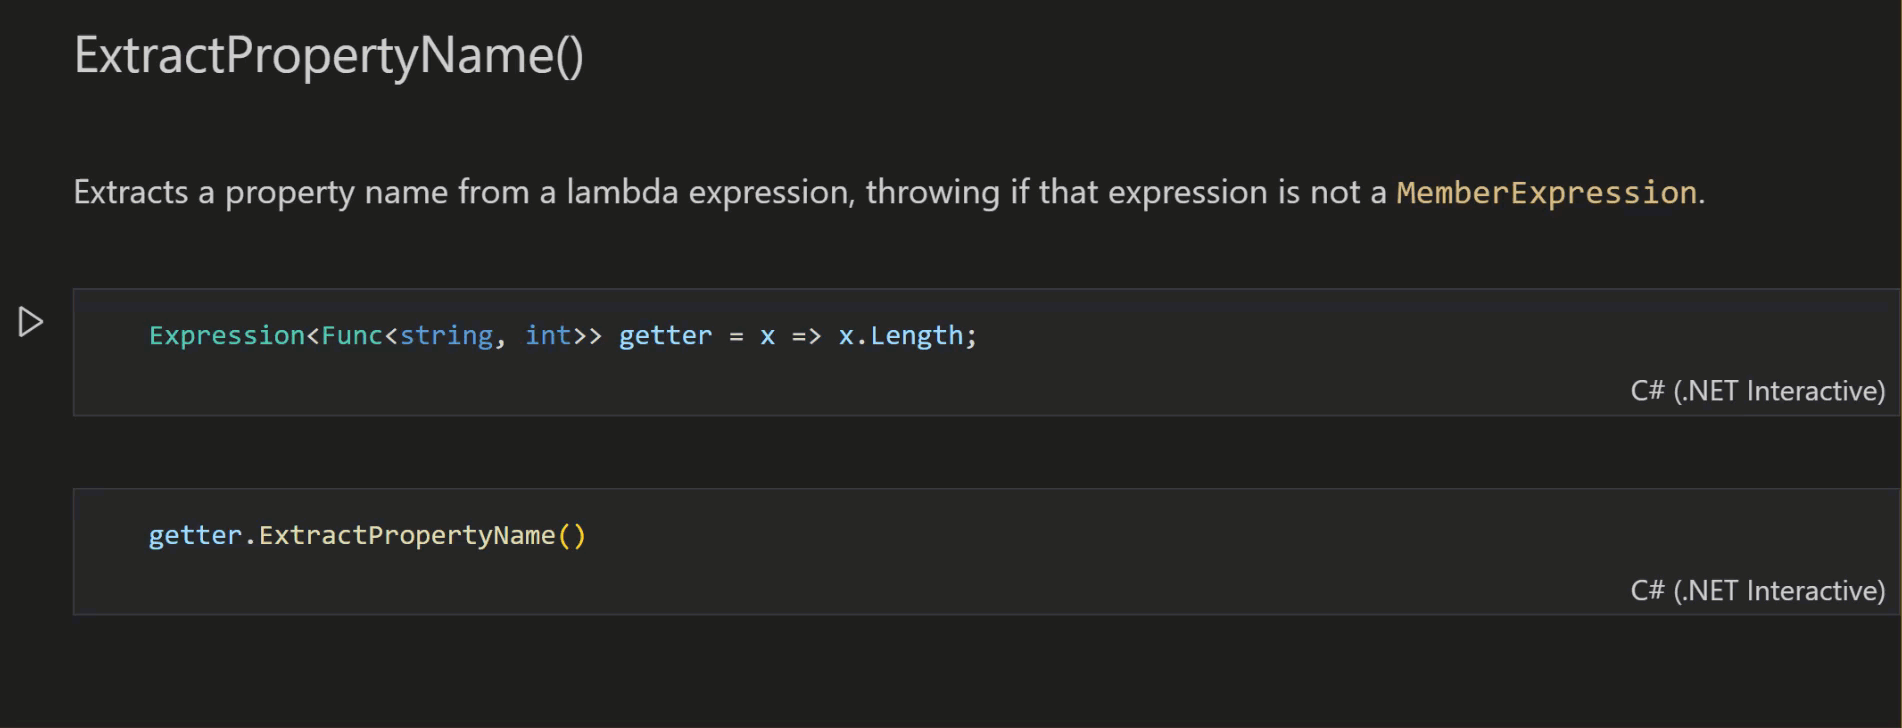 ExtractPropertyName()
Extracts a property name from a lambda expression, throwing if that expression is not a MemberExpression.
Expression<Func<string, int>> getter = x => x.Length;
C# (.NET Interactive)
getter.ExtractPropertyName()
C# (.NET Interactive)